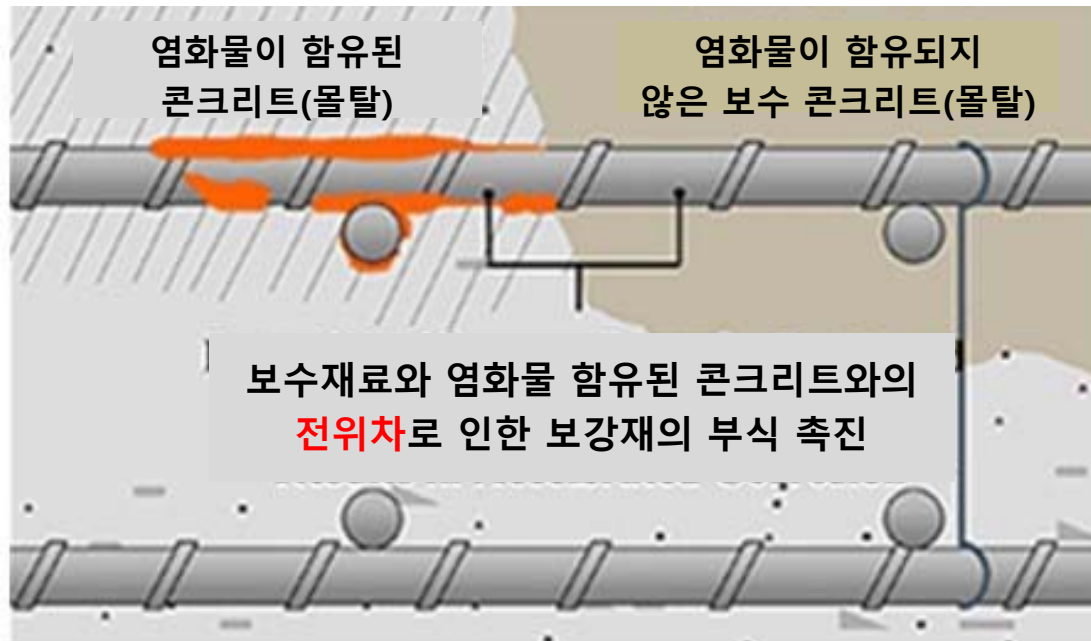 염화물이 함유된
콘크리트(몰탈)
염화물이 함유되지
않은 보수 콘크리트(몰탈)
보수재료와 염화물 함유된 콘크리트와의
전위차로 인한 보강재의 부식 촉진